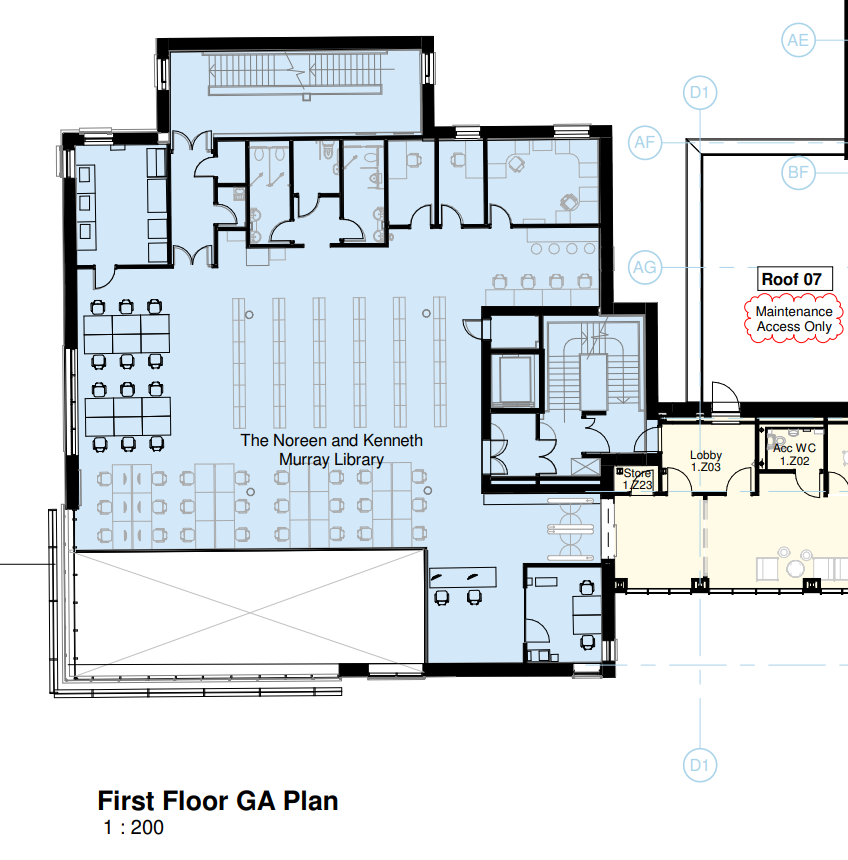 AE
D1
AF
BF
AG
Roof 07
Maintenance
Access Only
The Noreen and Kenneth
Murray Library
Lobby
1.Z03
Acc WC
1.Z02
Store
1.Z23
D1
First Floor GA Plan
1 : 200